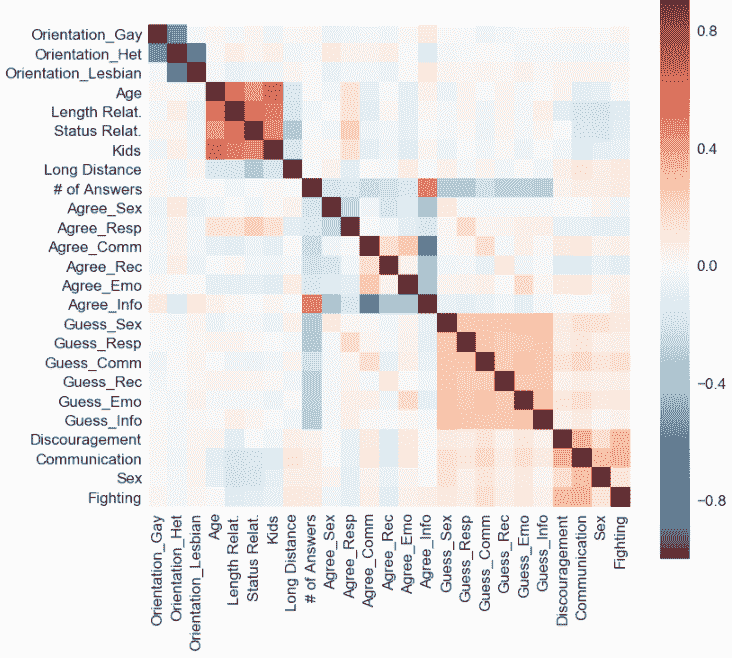 Orientation_Gay
Orientation_Het
Orientation_Lesbian
Age
Length Relat.
Status Relat.
Kids
Long Distance
# of Answers
Agree_Sex
Agree_Resp
Agree_Comm
Agree_Rec
Agree_Emo
Agree_Info
Guess_Sex
Guess_Resp
Guess_Comm
Guess_Rec
Guess_Emo
Guess_Info
Discouragement
Communication
Sex
Fighting
Orientation_Gay
Orientation_Het
Orientation_Lesbian
Age
Length Relat.
Status Relat.
Kids
Long Distance
# of Answers
Agree_Sex
Agree_Resp
Agree_Comm
Agree_Rec
Agree_Emo
Agree_Info
Guess_Sex
Guess_Resp
Guess_Comm
Guess_Rec
Guess_Emo
Guess_Info
Discouragement
Communication
Sex
Fighting
0.8
0.4
0.0
−0.4
−0.8